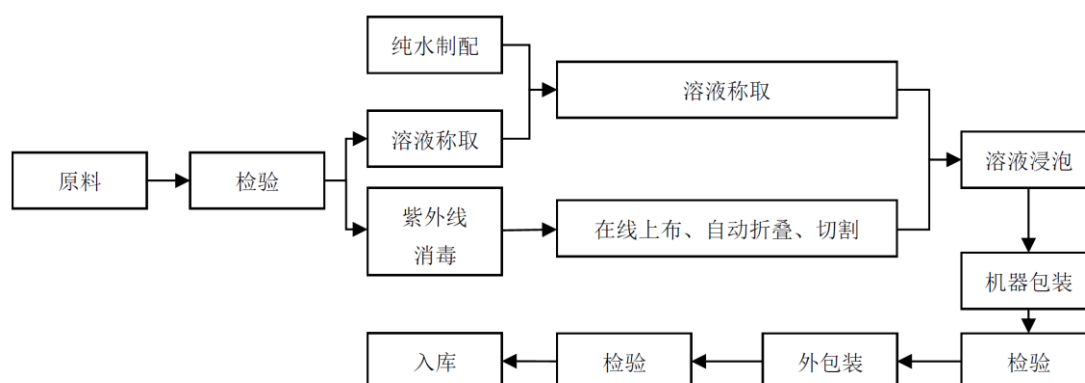 纯水制配
溶液称取
溶液称取
原料
检验
溶液浸泡
紫外线
消毒
在线上布、自动折叠、切割
机器包装
入库
检验
外包装
检验